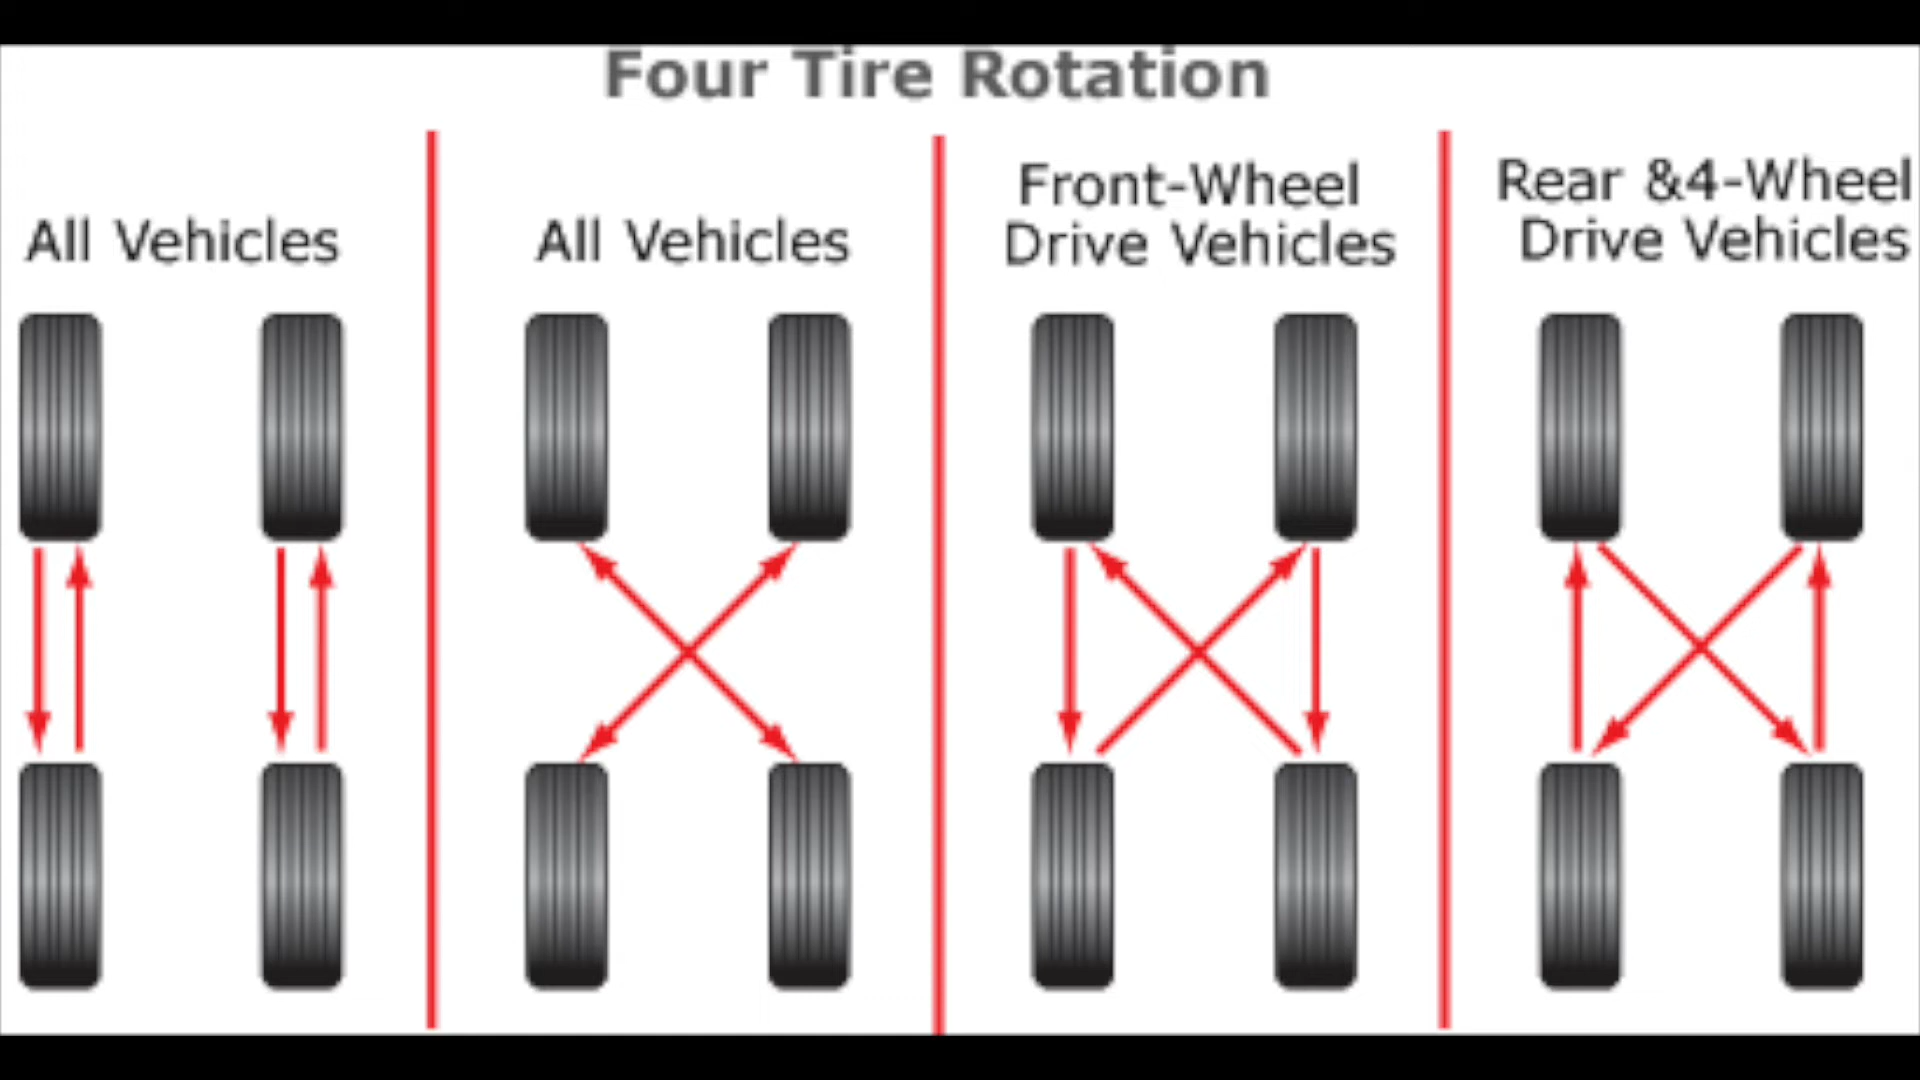 Four Tire Rotation
All Vehicles
All Vehicles
Front-Wheel
Drive Vehicles
Rear &4-Wheel
Drive Vehicles